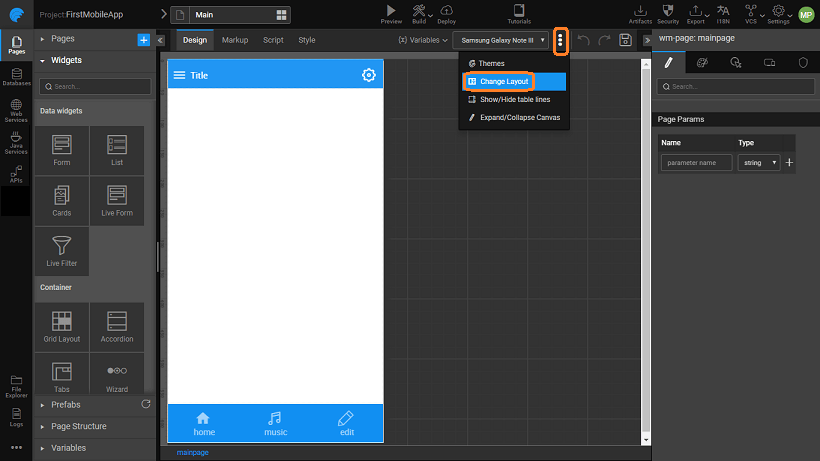 Project:FirstMobileApp
Main
Preview
Build
Deploy
Tutorials
Artifacts
Security
Export
I18N
VCS
Settings
MP
Pages
Databases
Web
Services
Java
Services
APIs
File
Explorer
Logs
Pages
Widgets
Search...
Data widgets
Form
List
Cards
Live Form
Live Filter
Container
Grid Layout
Accordion
Tabs
Wizard
Prefabs
Page Structure
Variables
Design
Markup
Script
Style
(x) Variables
Samsung Galaxy Note III
Themes
Change Layout
Show/Hide table lines
Expand/Collapse Canvas
Title
home
music
edit
mainpage
wm-page: mainpage
Search...
Page Params
Name
Type
parameter name
string